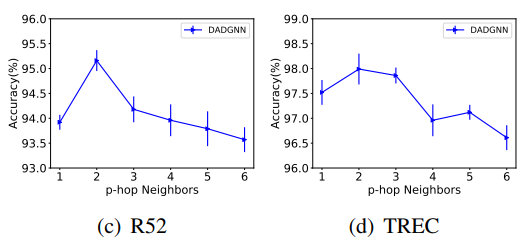 96.0
95.5
95.0
94.5
94.0
93.5
93.0
Accuracy(%)
DADGNN
1 2 3 4 5 6
p-hop Neighbors
(c) R52
99.0
98.5
98.0
97.5
97.0
96.5
96.0
Accuracy(%)
DADGNN
1 2 3 4 5 6
p-hop Neighbors
(d) TREC